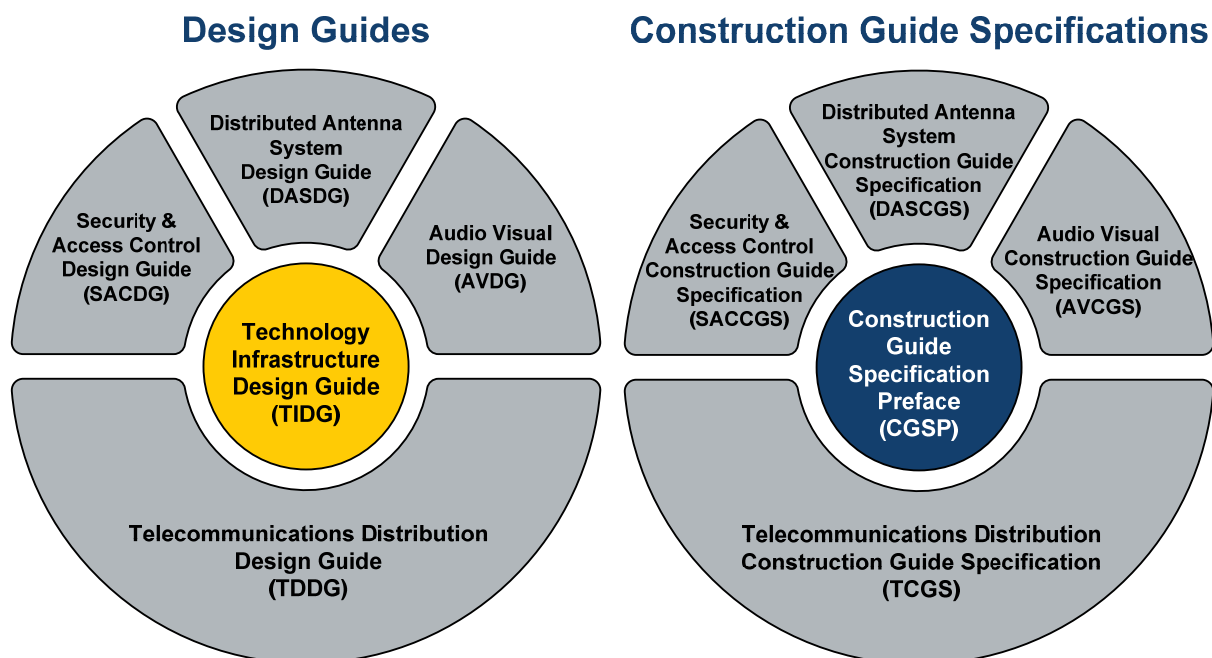 Design Guides
Distributed Antenna
System
Design Guide
(DASDG)
Security &
Access Control
Design Guide
(SACDG)
Audio Visual
Design Guide
(AVDG)
Technology
Infrastructure
Design Guide
(TIDG)
Telecommunications Distribution
Design Guide
(TDDG)
Construction Guide Specifications
Distributed Antenna
System
Construction Guide
Specification
(DASCGS)
Security &
Access Control
Construction Guide
Specification
(SACCGS)
Audio Visual
Construction Guide
Specification
(AVCGS)
Construction
Guide
Specification
Preface
(CGSP)
Telecommunications Distribution
Construction Guide Specification
(TCGS)